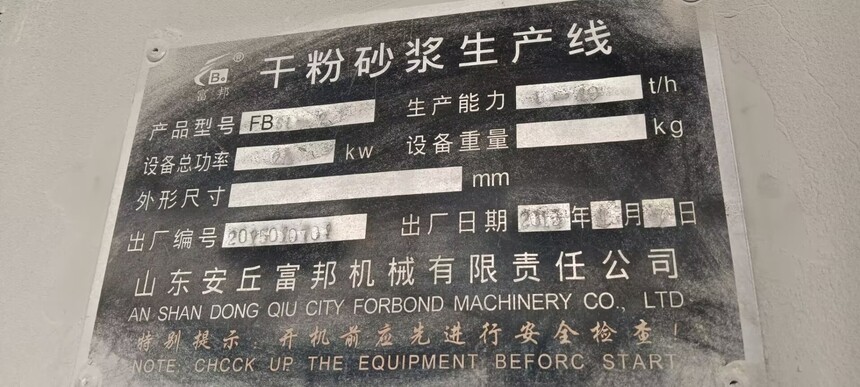 B.®
富邦
干粉砂浆生产线
产品型号 FB 生产能力 t/h
设备总功率 kw 设备重量 kg
外形尺寸 mm
出厂编号 出厂日期 年 月 日
山东安丘富邦机械有限责任公司
AN SHAN DONG QIU CITY FORBOND MACHINERY CO., LTD
特别提示：开机前应先进行安全检查！
NOTE: CHCCK UP THE EQUIPMENT BEFORC START